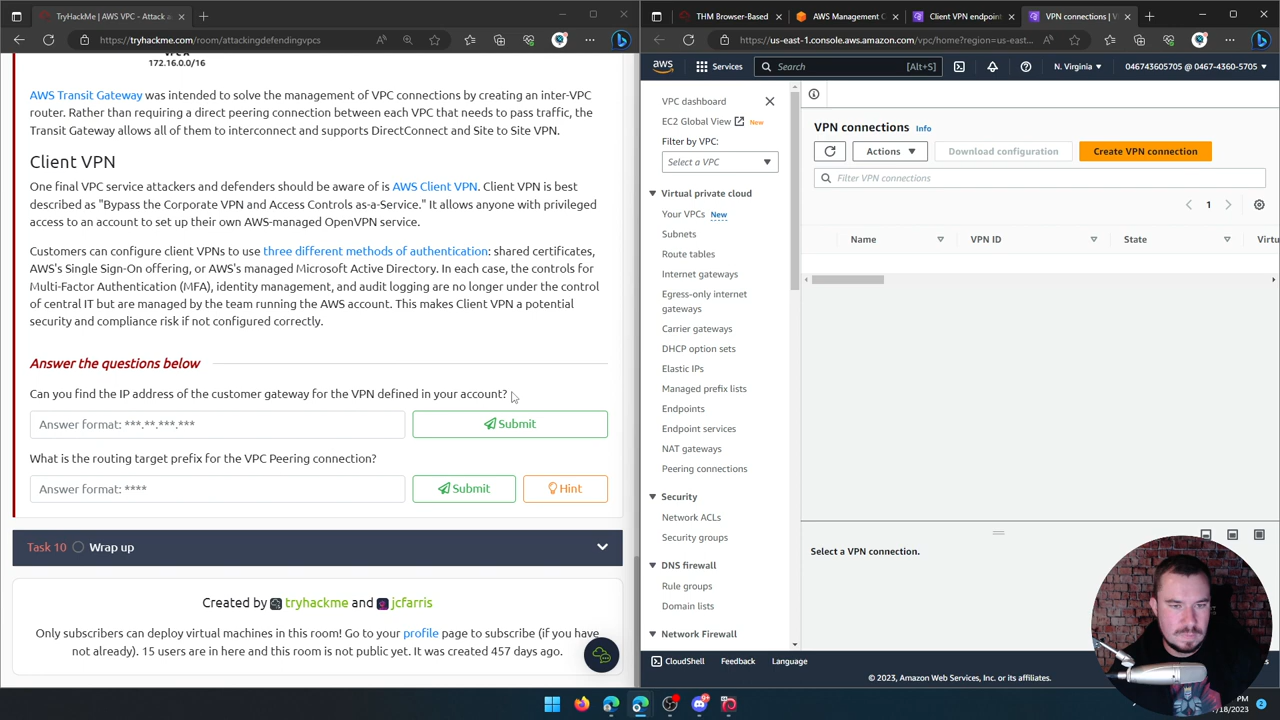 TryHackMe | AWS VPC - Attack a
https://tryhackme.com/room/attackingdefendingvpcs
172.16.0.0/16
AWS Transit Gateway was intended to solve the management of VPC connections by creating an inter-VPC
router. Rather than requiring a direct peering connection between each VPC that needs to pass traffic, the
Transit Gateway allows all of them to interconnect and supports DirectConnect and Site to Site VPN.
Client VPN
One final VPC service attackers and defenders should be aware of is AWS Client VPN. Client VPN is best
described as "Bypass the Corporate VPN and Access Controls as-a-Service." It allows anyone with privileged
access to an account to set up their own AWS-managed OpenVPN service.
Customers can configure client VPNs to use three different methods of authentication: shared certificates,
AWS's Single Sign-On offering, or AWS's managed Microsoft Active Directory. In each case, the controls for
Multi-Factor Authentication (MFA), identity management, and audit logging are no longer under the control
of central IT but are managed by the team running the AWS account. This makes Client VPN a potential
security and compliance risk if not configured correctly.
Answer the questions below
Can you find the IP address of the customer gateway for the VPN defined in your account?
Answer format: ***.**.***.***
Submit
What is the routing target prefix for the VPC Peering connection?
Answer format: ****
Submit
Hint
Task 10
Wrap up
Created by tryhackme and jcfarris
Only subscribers can deploy virtual machines in this room! Go to your profile page to subscribe (if you have
not already). 15 users are in here and this room is not public yet. It was created 457 days ago.
THM Browser-Based
AWS Management C
Client VPN endpoint
VPN connections | V
https://us-east-1.console.aws.amazon.com/vpc/home?region=us-eas...
aws
Services
Search
[Alt+S]
N. Virginia
046743605705 @ 0467-4360-5705
VPC dashboard
EC2 Global View
New
Filter by VPC:
Select a VPC
Virtual private cloud
Your VPCs New
Subnets
Route tables
Internet gateways
Egress-only internet
gateways
Carrier gateways
DHCP option sets
Elastic IPs
Managed prefix lists
Endpoints
Endpoint services
NAT gateways
Peering connections
Security
Network ACLs
Security groups
DNS firewall
Rule groups
Domain lists
Network Firewall
VPN connections Info
Actions
Download configuration
Create VPN connection
Filter VPN connections
1
Name
VPN ID
State
Virtu
Select a VPN connection.
CloudShell
Feedback
Language
© 2023, Amazon Web Services, Inc. or its affiliates.
/18/2023
2